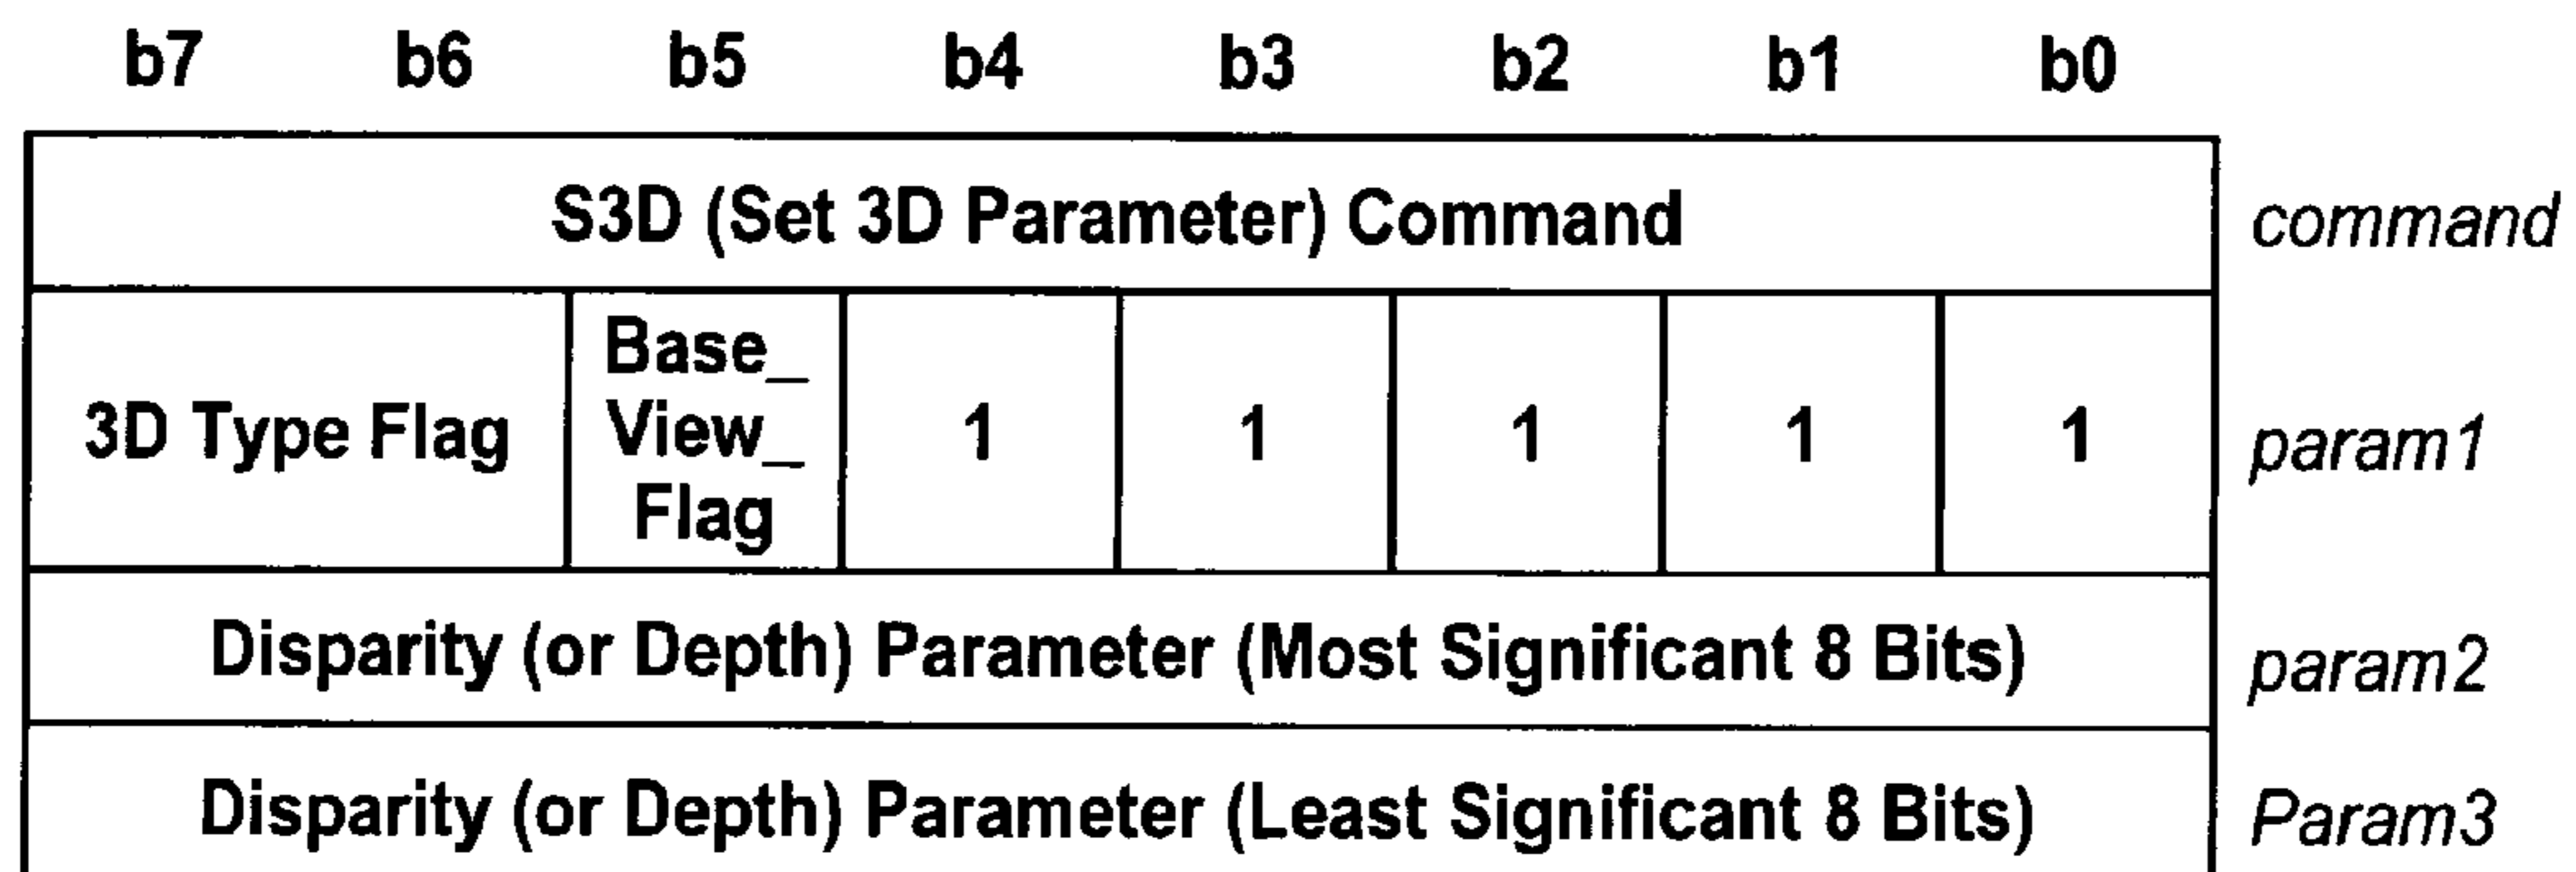 b7 b6 b5 b4 b3 b2 b1 b0
S3D (Set 3D Parameter) Command command
3D Type Flag Base_ View_ Flag 1 1 1 1 1 param1
Disparity (or Depth) Parameter (Most Significant 8 Bits) param2
Disparity (or Depth) Parameter (Least Significant 8 Bits) Param3